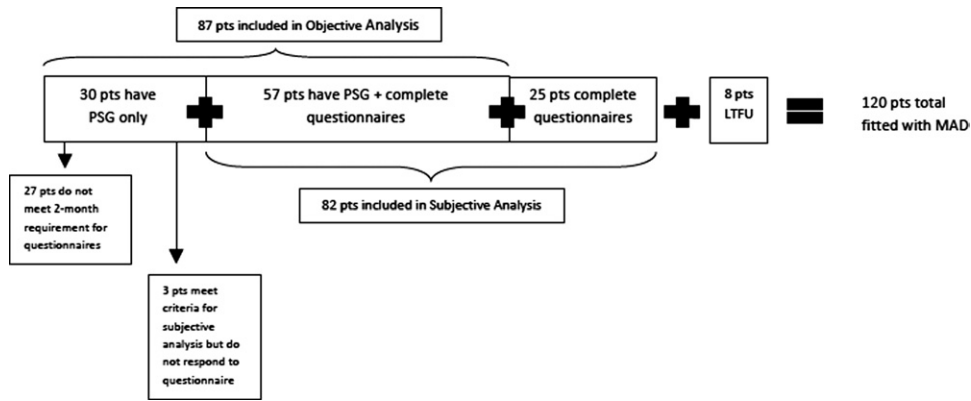 87 pts included in Objective Analysis
30 pts have
PSG only
57 pts have PSG + complete
questionnaires
25 pts complete
questionnaires
8 pts
LTFU
120 pts total
fitted with MAD
27 pts do not
meet 2-month
requirement for
questionnaires
82 pts included in Subjective Analysis
3 pts meet
criteria for
subjective
analysis but do
not respond to
questionnaire